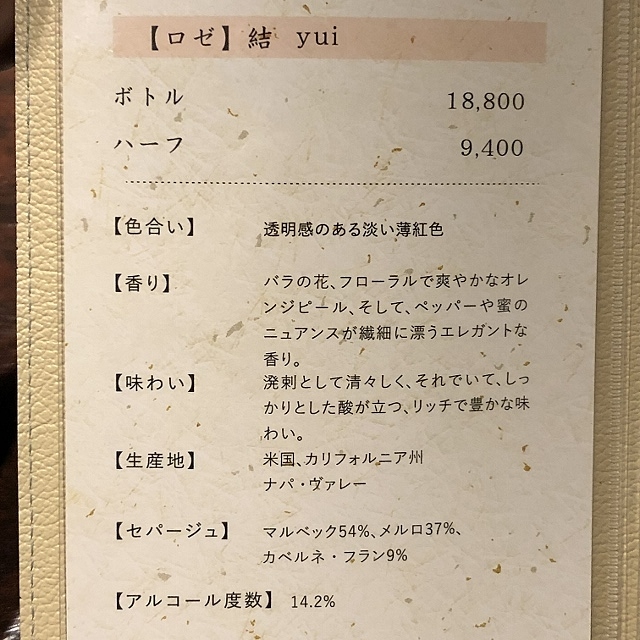 【ロゼ】結 yui
ボトル 18,800
ハーフ 9,400
【色合い】 透明感のある淡い薄紅色
【香り】 バラの花、フローラルで爽やかなオレ
ンジピール、そして、ペッパーや蜜の
ニュアンスが繊細に漂うエレガントな
香り。
【味わい】 溌剌として清々しく、それでいて、しっ
かりとした酸が立つ、リッチで豊かな味
わい。
【生産地】 米国、カリフォルニア州
ナパ・ヴァレー
【セパージュ】 マルベック54%、メルロ37%、
カベルネ・フラン9%
【アルコール度数】 14.2%